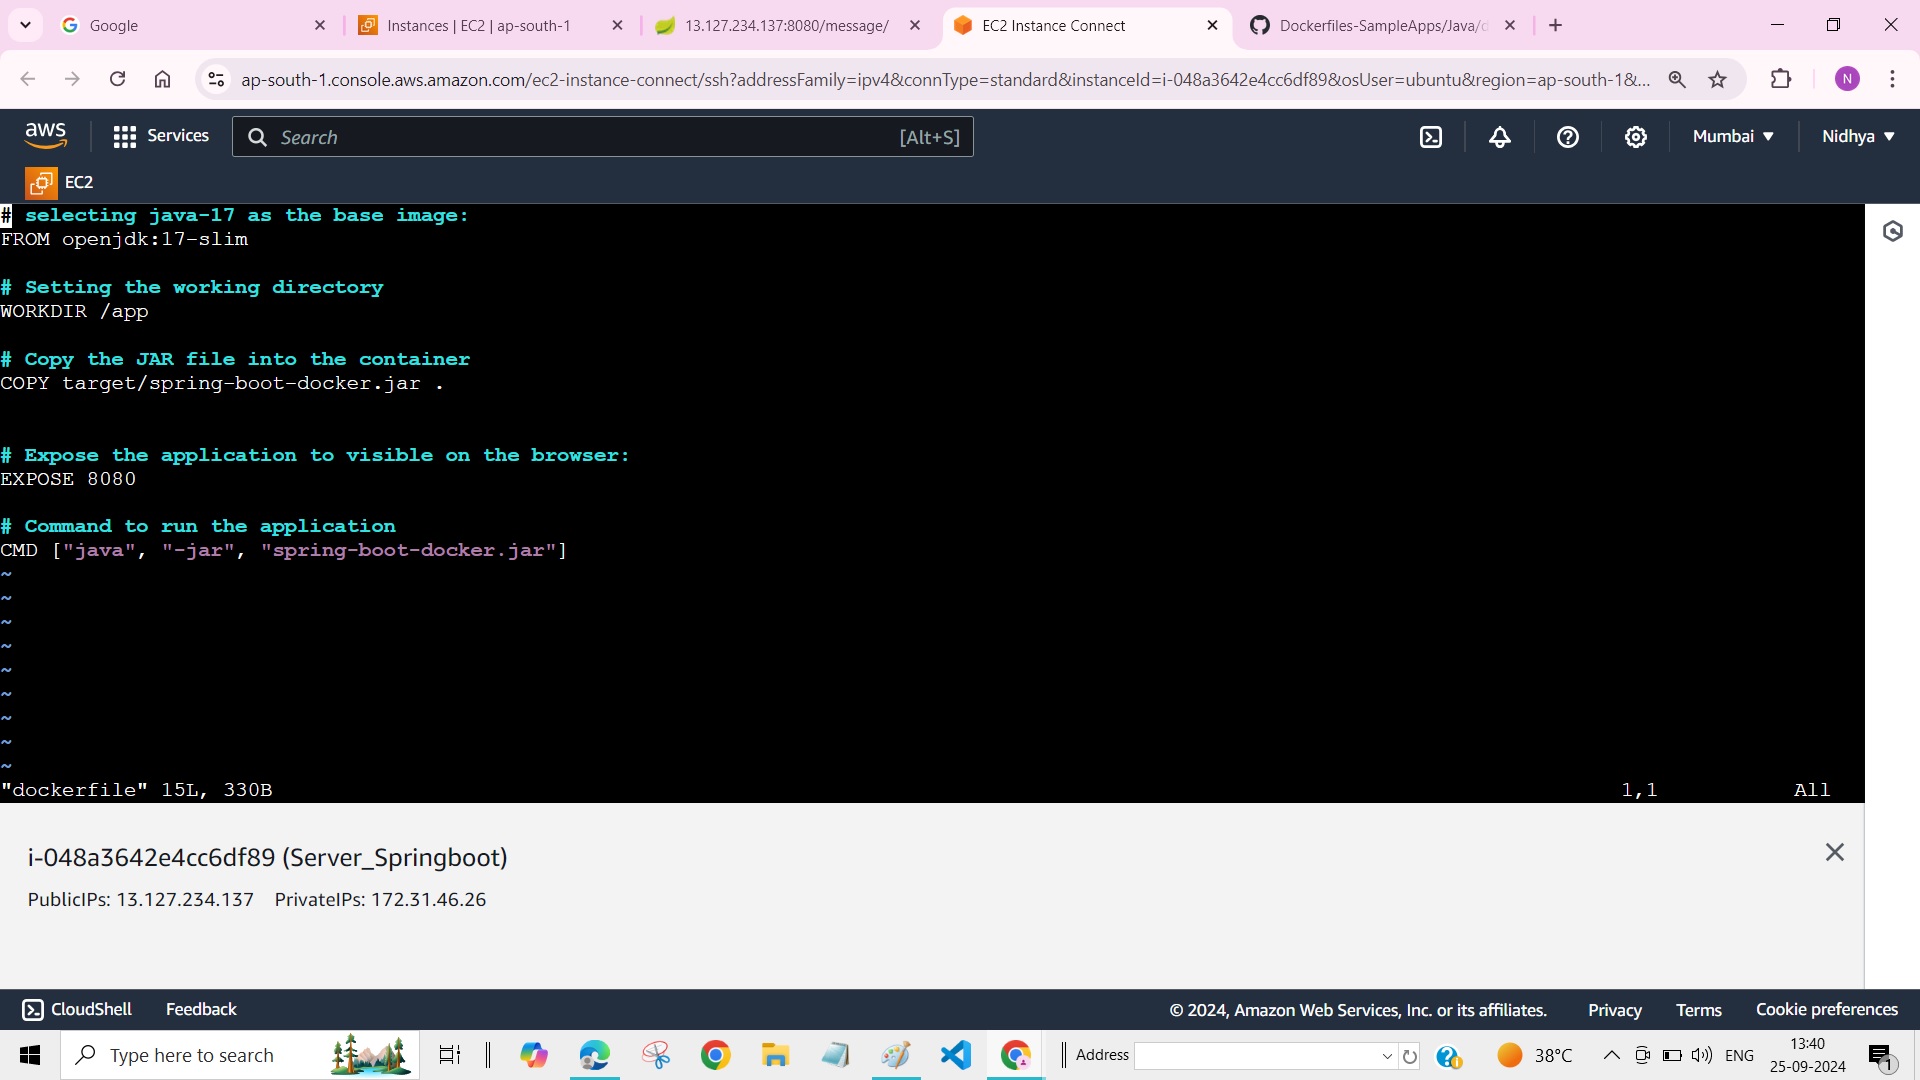 Google
Instances | EC2 | ap-south-1
13.127.234.137:8080/message/
EC2 Instance Connect
Dockerfiles-SampleApps/Java/d
ap-south-1.console.aws.amazon.com/ec2-instance-connect/ssh?addressFamily=ipv4&connType=standard&instanceId=i-048a3642e4cc6df89&osUser=ubuntu&region=ap-south-1&...
N
aws
Services
Search
[Alt+S]
Mumbai
Nidhya
EC2
# selecting java-17 as the base image:
FROM openjdk:17-slim
# Setting the working directory
WORKDIR /app
# Copy the JAR file into the container
COPY target/spring-boot-docker.jar .
# Expose the application to visible on the browser:
EXPOSE 8080
# Command to run the application
CMD ["java", "-jar", "spring-boot-docker.jar"]
~
~
~
~
~
~
~
~
~
"dockerfile" 15L, 330B 1,1 All
i-048a3642e4cc6df89 (Server_Springboot)
PublicIPs: 13.127.234.137 PrivateIPs: 172.31.46.26
CloudShell
Feedback
© 2024, Amazon Web Services, Inc. or its affiliates.
Privacy
Terms
Cookie preferences
Type here to search
Address
38°C
ENG
13:40
25-09-2024
1